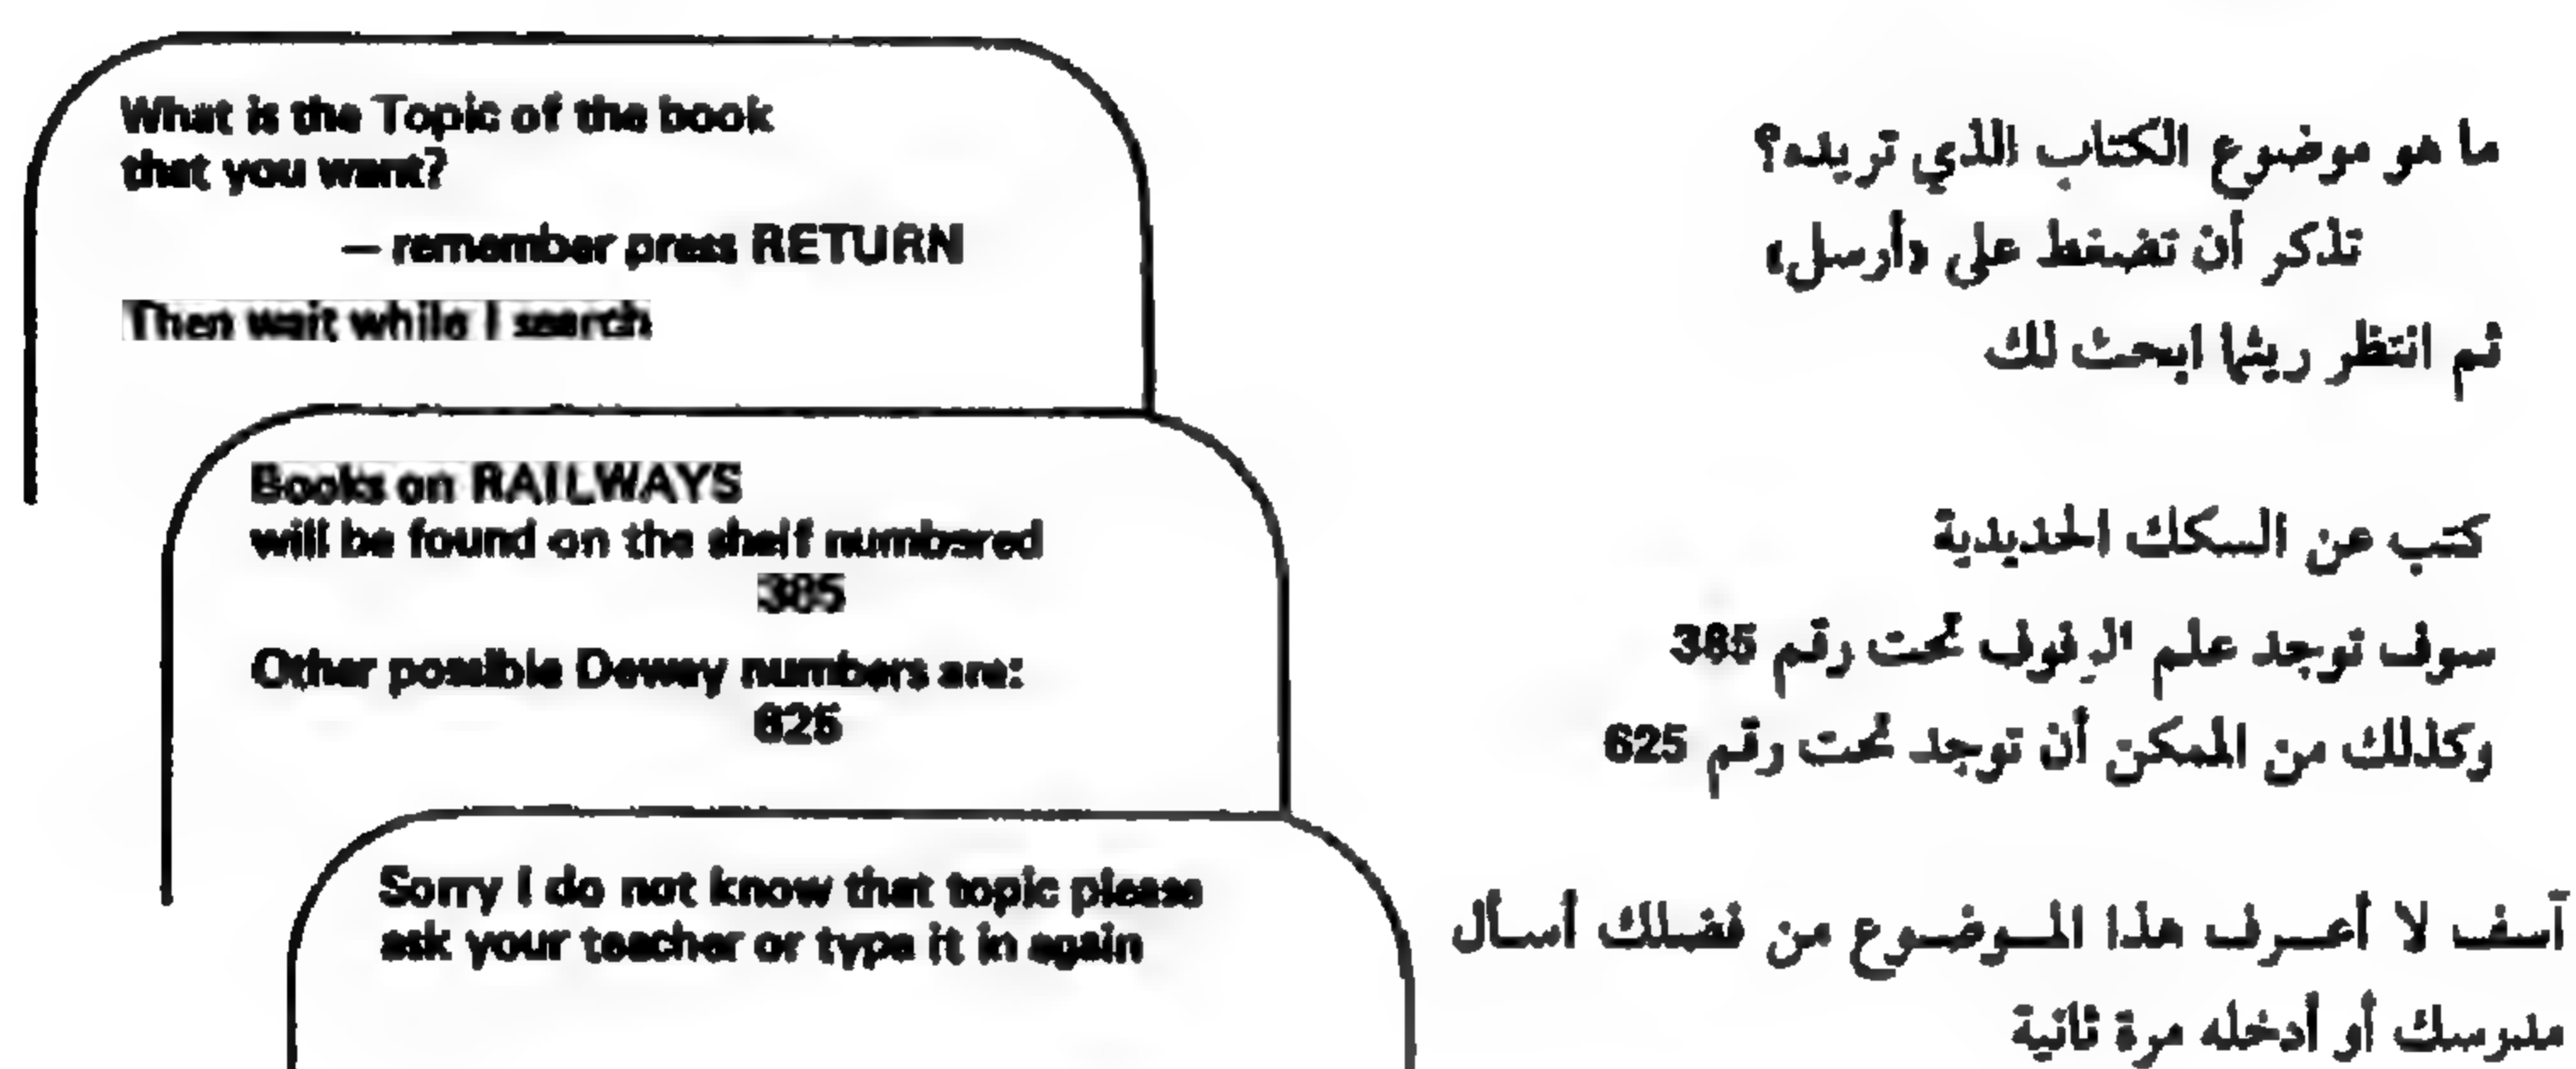 What is the Topic of the book
that you want?
— remember press RETURN
Then wait while I search
ما هو موضوع الكتاب الذي تريده؟
تذكر أن تضغط على «أرسل»
ثم انتظر ريثما ابحث لك
Books on RAILWAYS
will be found on the shelf numbered
385
Other possible Dewey numbers are:
625
كتب عن السكك الحديدية
سوف توجد على الرفوف تحت رقم 385
وكذلك من الممكن أن توجد تحت رقم 625
Sorry I do not know that topic please
ask your teacher or type it in again
آسف لا أعرف هذا الموضوع من فضلك أسأل
مدرسك أو أدخله مرة ثانية